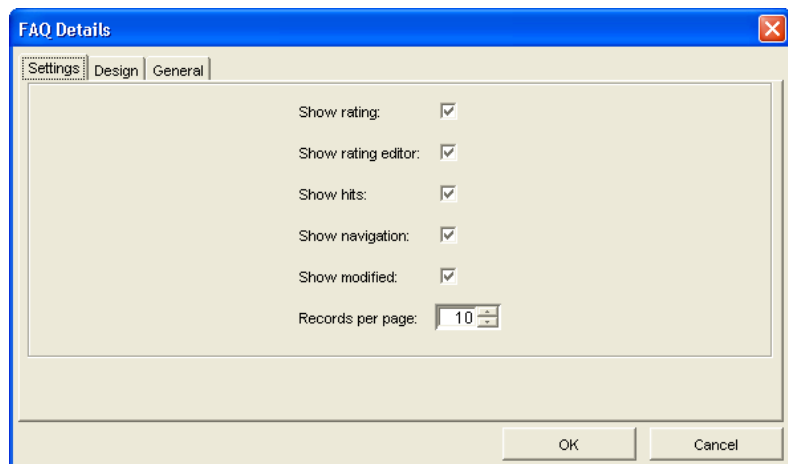 FAQ Details
Settings Design General
Show rating:
Show rating editor:
Show hits:
Show navigation:
Show modified:
Records per page: 10
OK Cancel